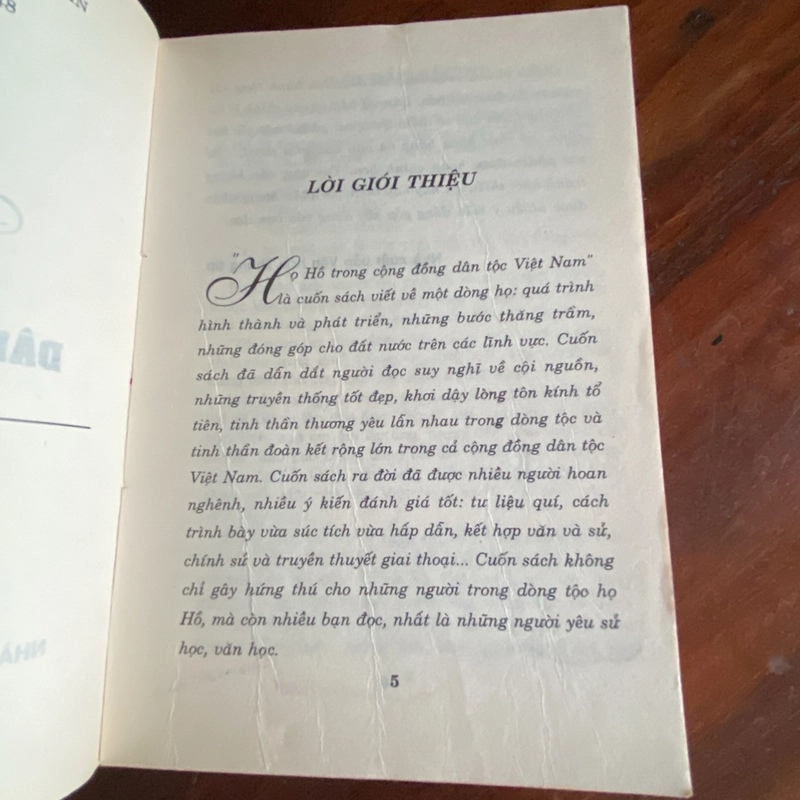 LỜI GIỚI THIỆU
"Họ Hồ trong cộng đồng dân tộc Việt Nam"
là cuốn sách viết về một dòng họ: quá trình
hình thành và phát triển, những bước thăng trầm,
những đóng góp cho đất nước trên các lĩnh vực. Cuốn
sách đã dẫn dắt người đọc suy nghĩ về cội nguồn,
những truyền thống tốt đẹp, khơi dậy lòng tôn kính tổ
tiên, tinh thần thương yêu lẫn nhau trong dòng tộc và
tinh thần đoàn kết rộng lớn trong cả cộng đồng dân tộc
Việt Nam. Cuốn sách ra đời đã được nhiều người hoan
nghênh, nhiều ý kiến đánh giá tốt: tư liệu quí, cách
trình bày vừa súc tích vừa hấp dẫn, kết hợp văn và sử,
chính sử và truyền thuyết giai thoại... Cuốn sách không
chỉ gây hứng thú cho những người trong dòng tộc họ
Hồ, mà còn nhiều bạn đọc, nhất là những người yêu sử
học, văn học.
5